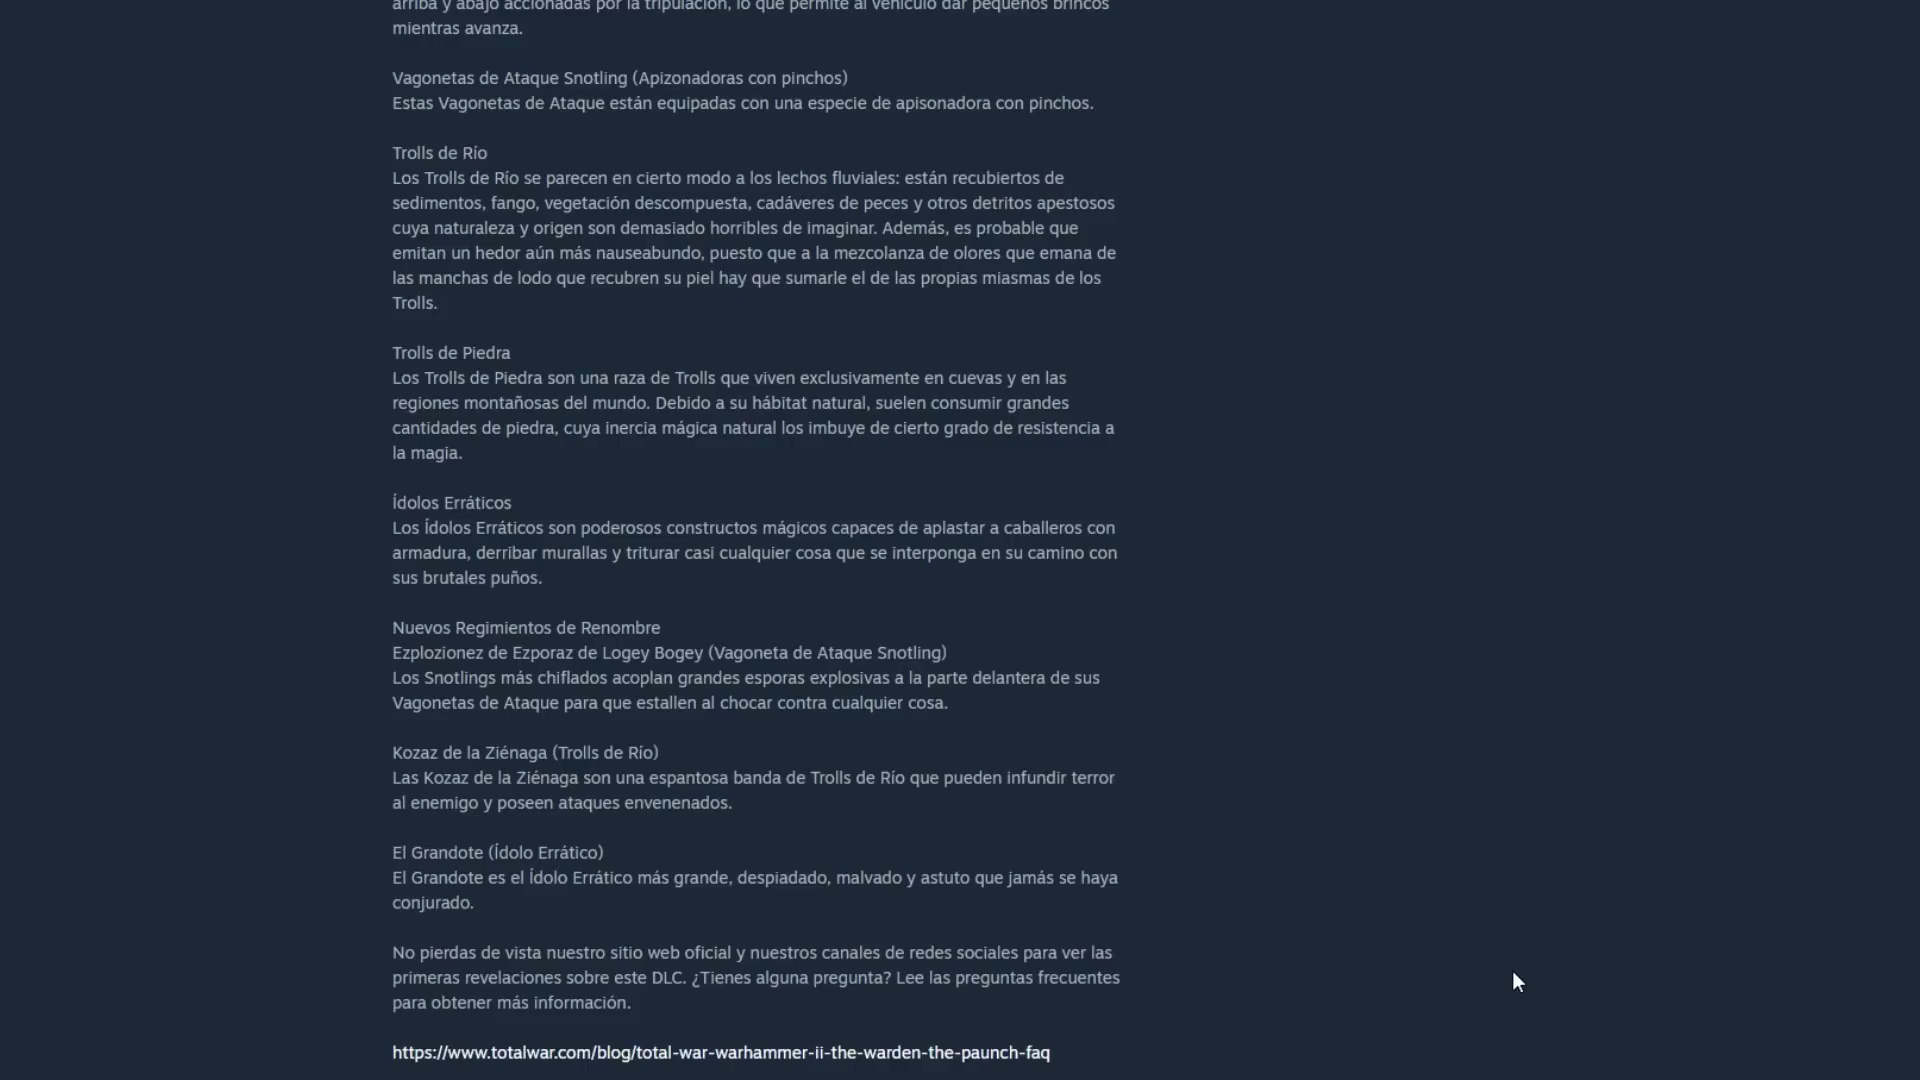 arriba y abajo accionadas por la tripulación, lo que permite al vehículo dar pequeños brincos
mientras avanza.
Vagonetas de Ataque Snotling (Apizonadoras con pinchos)
Estas Vagonetas de Ataque están equipadas con una especie de apisonadora con pinchos.
Trolls de Río
Los Trolls de Río se parecen en cierto modo a los lechos fluviales: están recubiertos de
sedimentos, fango, vegetación descompuesta, cadáveres de peces y otros detritos apestosos
cuya naturaleza y origen son demasiado horribles de imaginar. Además, es probable que
emitan un hedor aún más nauseabundo, puesto que a la mezcolanza de olores que emana de
las manchas de lodo que recubren su piel hay que sumarle el de las propias miasmas de los
Trolls.
Trolls de Piedra
Los Trolls de Piedra son una raza de Trolls que viven exclusivamente en cuevas y en las
regiones montañosas del mundo. Debido a su hábitat natural, suelen consumir grandes
cantidades de piedra, cuya inercia mágica natural los imbuye de cierto grado de resistencia a
la magia.
Ídolos Erráticos
Los Ídolos Erráticos son poderosos constructos mágicos capaces de aplastar a caballeros con
armadura, derribar murallas y triturar casi cualquier cosa que se interponga en su camino con
sus brutales puños.
Nuevos Regimientos de Renombre
Ezplozionez de Ezporaz de Logey Bogey (Vagoneta de Ataque Snotling)
Los Snotlings más chiflados acoplan grandes esporas explosivas a la parte delantera de sus
Vagonetas de Ataque para que estallen al chocar contra cualquier cosa.
Kozaz de la Ziénaga (Trolls de Río)
Las Kozaz de la Ziénaga son una espantosa banda de Trolls de Río que pueden infundir terror
al enemigo y poseen ataques envenenados.
El Grandote (Ídolo Errático)
El Grandote es el Ídolo Errático más grande, despiadado, malvado y astuto que jamás se haya
conjurado.
No pierdas de vista nuestro sitio web oficial y nuestros canales de redes sociales para ver las
primeras revelaciones sobre este DLC. ¿Tienes alguna pregunta? Lee las preguntas frecuentes
para obtener más información.
https://www.totalwar.com/blog/total-war-warhammer-ii-the-warden-the-paunch-faq